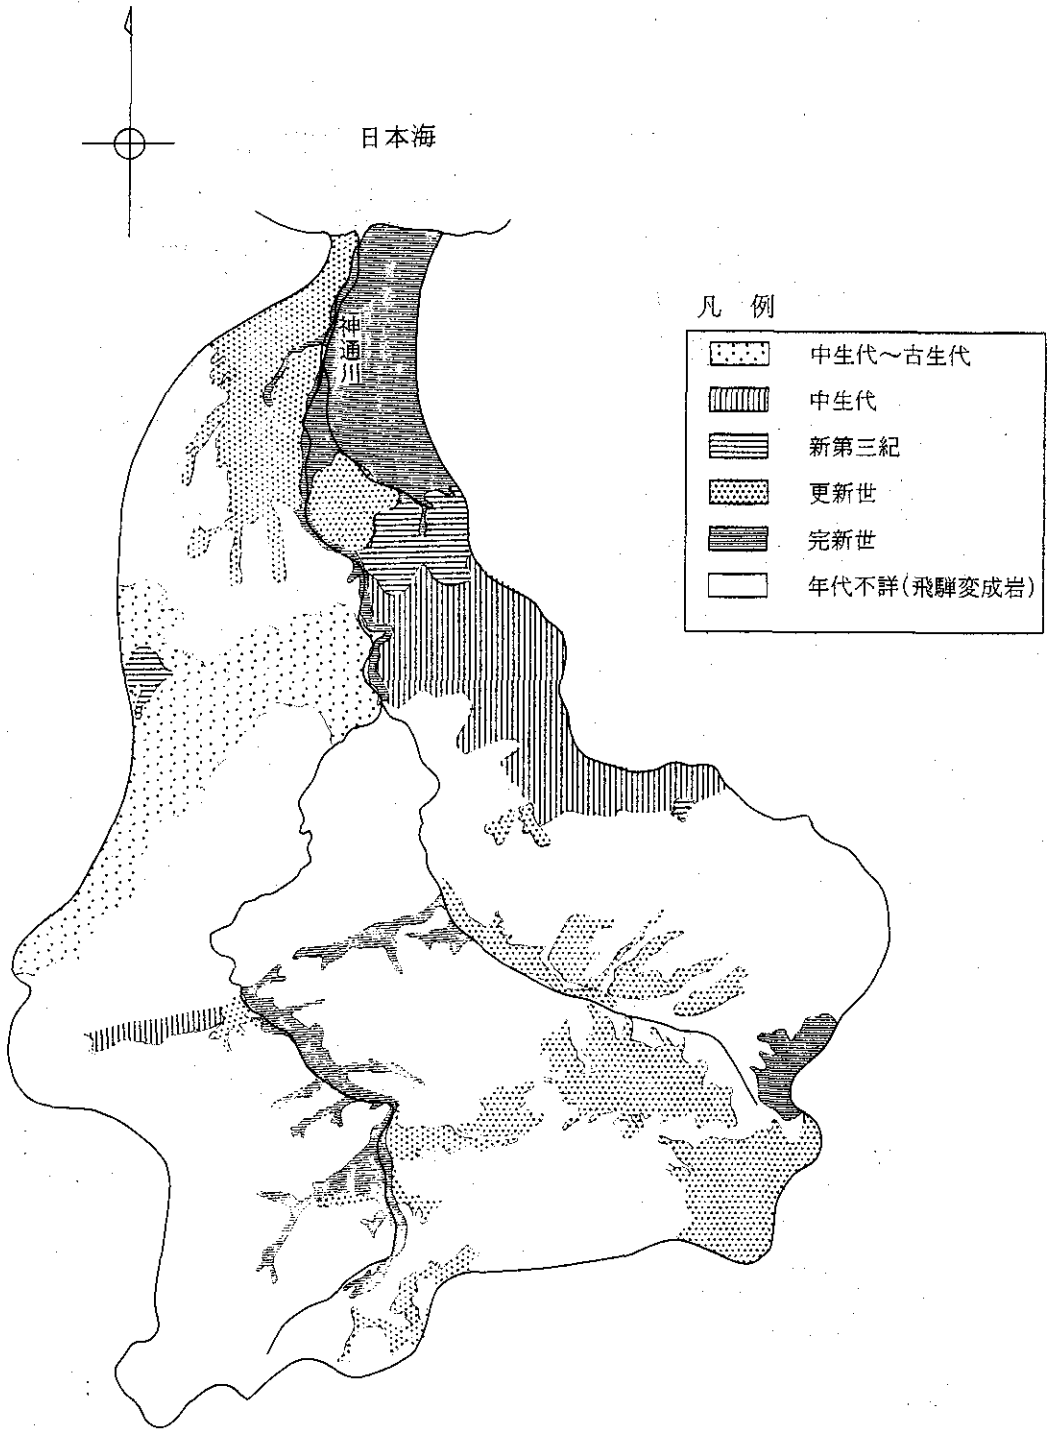 日本海
神通川
凡 例
中生代～古生代
中生代
新第三紀
更新世
完新世
年代不詳(飛騨変成岩)